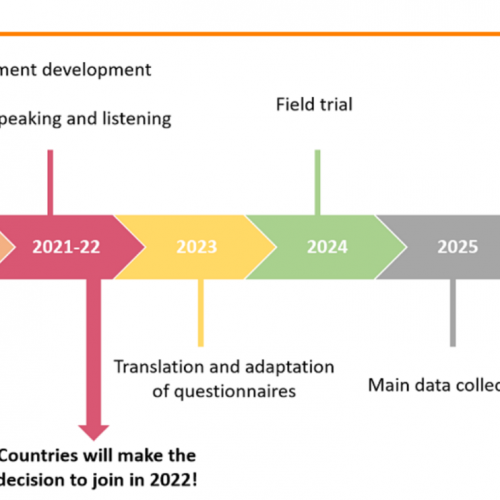 ment development
peaking and listening
Field trial
2021-22
2023
2024
2025
Translation and adaptation
of questionnaires
Main data collec
Countries will make the
decision to join in 2022!